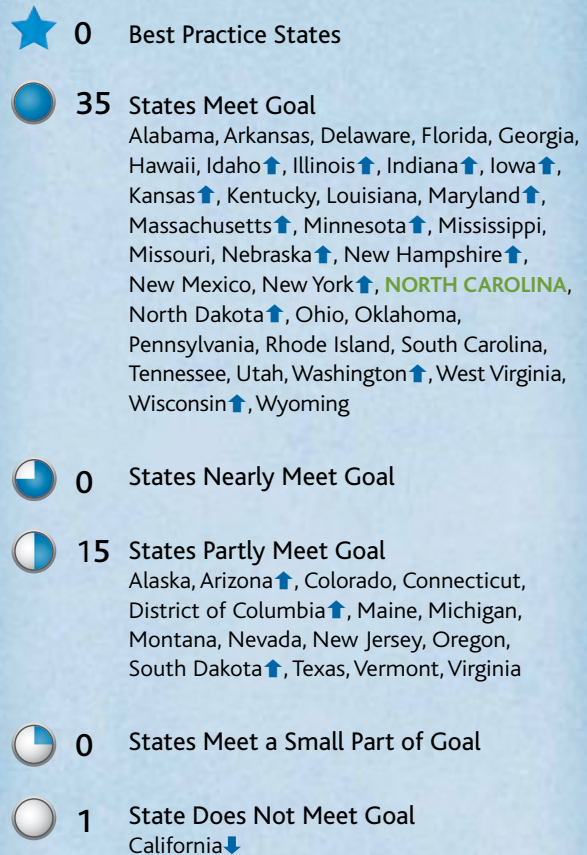 0 Best Practice States
35 States Meet Goal
Alabama, Arkansas, Delaware, Florida, Georgia,
Hawaii, Idaho⬆, Illinois⬆, Indiana⬆, Iowa⬆,
Kansas⬆, Kentucky, Louisiana, Maryland⬆,
Massachusetts⬆, Minnesota⬆, Mississippi,
Missouri, Nebraska⬆, New Hampshire⬆,
New Mexico, New York⬆, NORTH CAROLINA,
North Dakota⬆, Ohio, Oklahoma,
Pennsylvania, Rhode Island, South Carolina,
Tennessee, Utah, Washington⬆, West Virginia,
Wisconsin⬆, Wyoming
0 States Nearly Meet Goal
15 States Partly Meet Goal
Alaska, Arizona⬆, Colorado, Connecticut,
District of Columbia⬆, Maine, Michigan,
Montana, Nevada, New Jersey, Oregon,
South Dakota⬆, Texas, Vermont, Virginia
0 States Meet a Small Part of Goal
1 State Does Not Meet Goal
California⬇